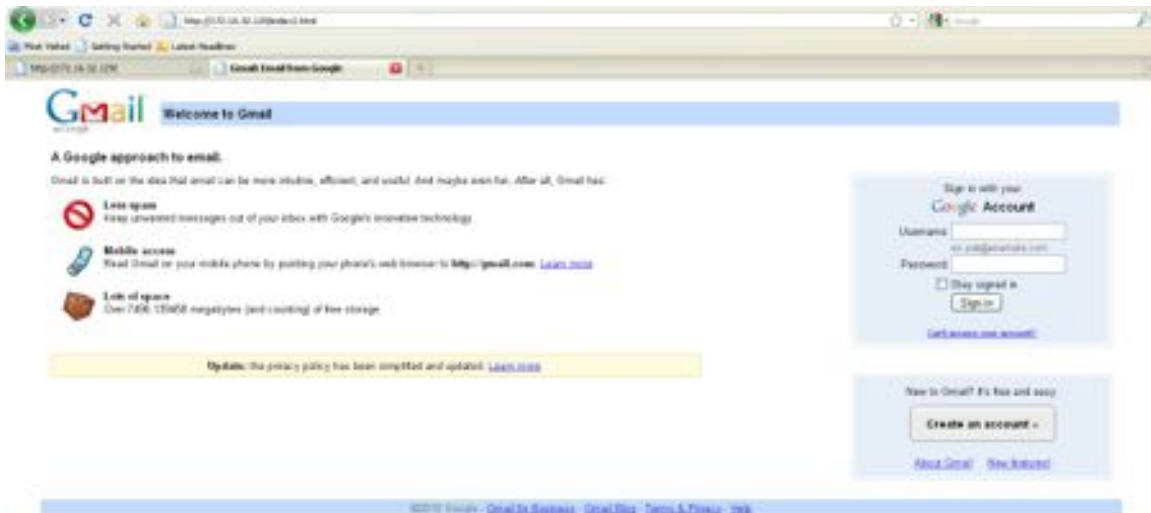 Most Visited Getting Started Latest Headlines
Gmail: Email from Google
Gmail
Welcome to Gmail
A Google approach to email.
Gmail is built on the idea that email can be more intuitive, efficient, and useful. And maybe even fun. After all, Gmail has:
Less spam
Keep unwanted messages out of your inbox with Google's innovative technology
Mobile access
Read Gmail on your mobile phone by pointing your phone's web browser to http://gmail.com. Learn more
Lots of space
Over megabytes (and counting) of free storage.
Update: the privacy policy has been simplified and updated. Learn more
Sign in with your
Google Account
Username:
Password:
Stay signed in
Sign in
Can't access your account?
New to Gmail? It's free and easy
Create an account »
About Gmail New features!
Google - Gmail for Business - Gmail Blog - Terms & Privacy - Help